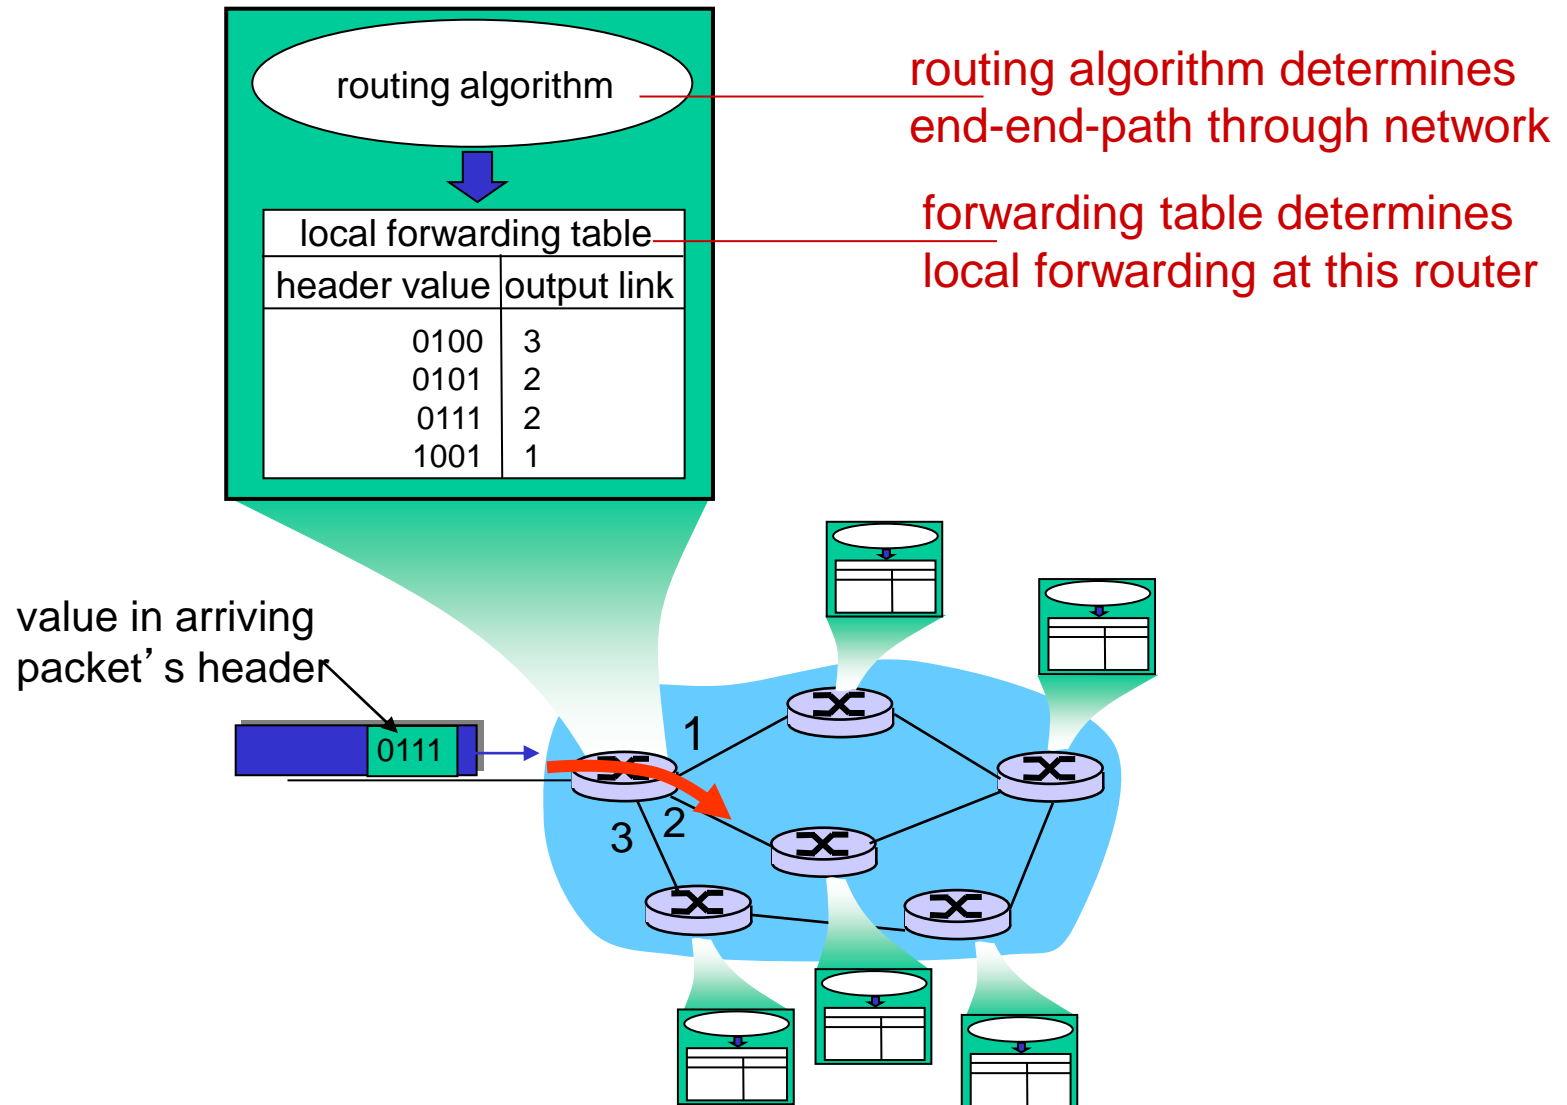 routing algorithm
routing algorithm determines
end-end-path through network
local forwarding table
forwarding table determines
local forwarding at this router
header value output link
0100 3
0101 2
0111 2
1001 1
value in arriving
packet’s header
0111
1
2
3